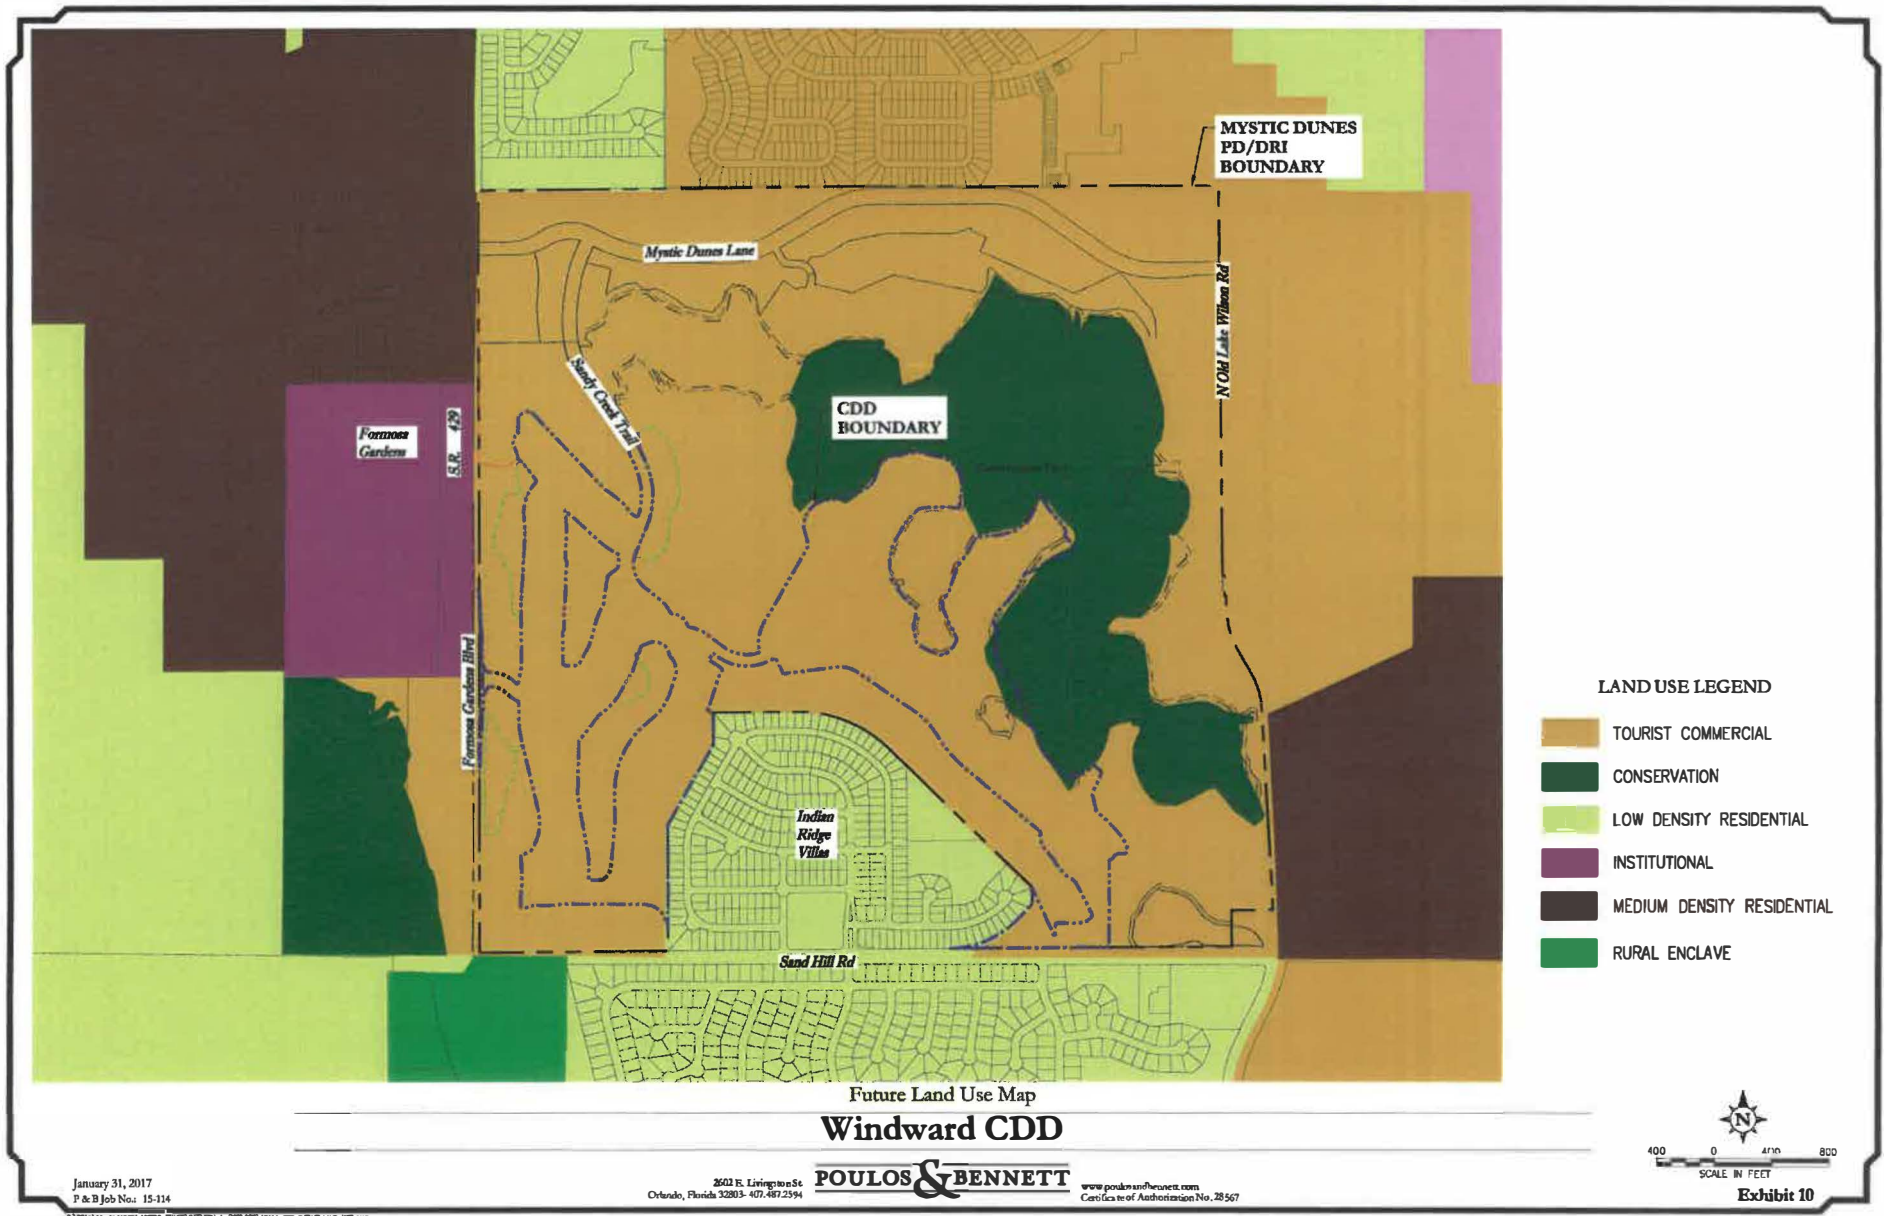 MYSTIC DUNES
PD/DRI
BOUNDARY
Mystic Dunes Lane
N Old Lake Wilson Rd
Sandy Creek Trail
CDD
BOUNDARY
Formosa
Gardens
S.R. 429
Formosa Gardens Blvd
Indian
Ridge
Villas
Sand Hill Rd
LAND USE LEGEND
TOURIST COMMERCIAL
CONSERVATION
LOW DENSITY RESIDENTIAL
INSTITUTIONAL
MEDIUM DENSITY RESIDENTIAL
RURAL ENCLAVE
Future Land Use Map
Windward CDD
N
400 0 400 800
SCALE IN FEET
Exhibit 10
January 31, 2017
P & B Job No.: 15-114
2602 E. Livingston St.
Orlando, Florida 32803- 407.487.2594
POULOS & BENNETT
www.poulosandbennett.com
Certificate of Authorization No. 28567